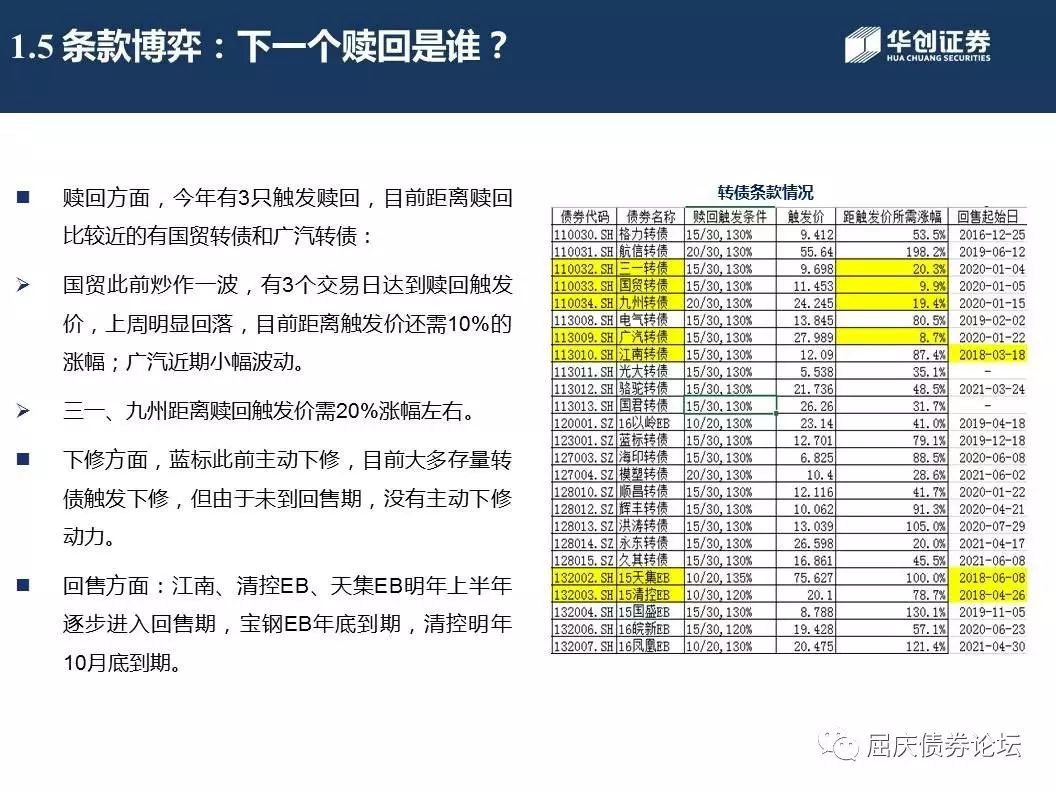 1.5 条款博弈：下一个赎回是谁？
华创证券
HUA CHUANG SECURITIES
■ 赎回方面，今年有3只触发赎回，目前距离赎回
比较近的有国贸转债和广汽转债：
➢ 国贸此前炒作一波，有3个交易日达到赎回触发
价，上周明显回落，目前距离触发价还需10%的
涨幅；广汽近期小幅波动。
➢ 三一、九州距离赎回触发价需20%涨幅左右。
■ 下修方面，蓝标此前主动下修，目前大多存量转
债触发下修，但由于未到回售期，没有主动下修
动力。
■ 回售方面：江南、清控EB、天集EB明年上半年
逐步进入回售期，宝钢EB年底到期，清控明年
10月底到期。
转债条款情况
债券代码 债券名称 赎回触发条件 触发价 距触发价所需涨幅 回售起始日
110030.SH 格力转债 15/30,130% 9.412 53.5% 2016-12-25
110031.SH 航信转债 20/30,130% 55.64 198.2% 2019-06-12
110032.SH 三一转债 15/30,130% 9.698 20.3% 2020-01-04
110033.SH 国贸转债 15/30,130% 11.453 9.9% 2020-01-05
110034.SH 九州转债 20/30,130% 24.245 19.4% 2020-01-15
113008.SH 电气转债 15/30,130% 13.845 80.5% 2019-02-02
113009.SH 广汽转债 15/30,130% 27.989 8.7% 2020-01-22
113010.SH 江南转债 15/30,130% 12.09 87.4% 2018-03-18
113011.SH 光大转债 15/30,130% 5.538 35.1% -
113012.SH 骆驼转债 15/30,130% 21.736 48.5% 2021-03-24
113013.SH 国君转债 15/30,130% 26.26 31.7% -
120001.SZ 16以岭EB 10/20,130% 23.14 41.0% 2019-04-18
123001.SZ 蓝标转债 15/30,130% 12.701 79.1% 2019-12-18
127003.SZ 海印转债 15/30,130% 6.825 88.5% 2020-06-08
127004.SZ 模塑转债 20/30,130% 10.4 28.6% 2021-06-02
128010.SZ 顺昌转债 15/30,130% 12.116 41.7% 2020-01-22
128012.SZ 辉丰转债 15/30,130% 10.062 91.3% 2020-04-21
128013.SZ 洪涛转债 15/30,130% 13.039 105.0% 2020-07-29
128014.SZ 永东转债 15/30,130% 26.598 20.0% 2021-04-17
128015.SZ 久其转债 15/30,130% 16.861 45.5% 2021-06-08
132002.SH 15天集EB 10/20,135% 75.627 100.0% 2018-06-08
132003.SH 15清控EB 10/30,120% 20.1 78.7% 2018-04-26
132004.SH 15国盛EB 15/30,130% 8.788 130.1% 2019-11-05
132006.SH 16皖新EB 15/30,120% 19.428 57.1% 2020-06-23
132007.SH 16凤凰EB 10/20,130% 20.475 121.4% 2021-04-30
屈庆债券论坛